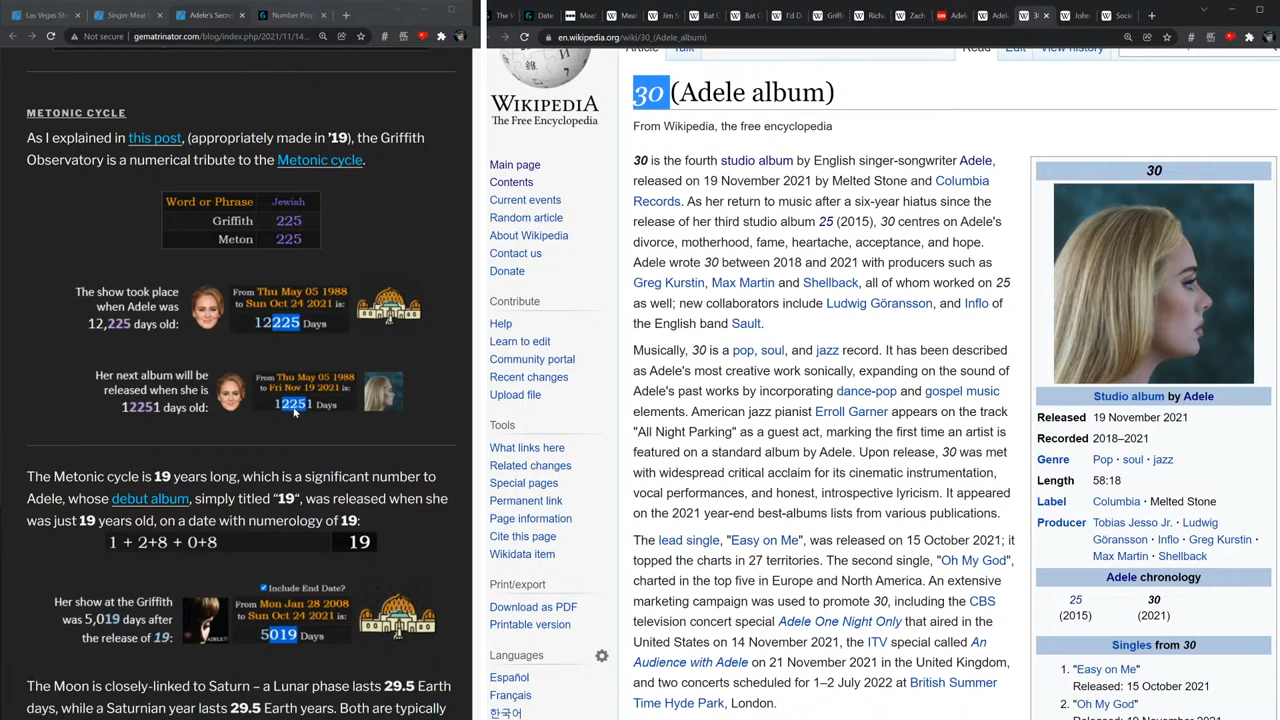 Las Vegas Sho
Singer Meat
Adele's Secre
Number Prop
Not secure
gematrinator.com/blog/index.php/2021/11/14...
METONIC CYCLE
As I explained in this post, (appropriately made in '19), the Griffith
Observatory is a numerical tribute to the Metonic cycle.
Word or Phrase Jewish
Griffith 225
Meton 225
The show took place
when Adele was
12,225 days old:
From Thu May 05 1988
to Sun Oct 24 2021 is:
12225 Days
Her next album will be
released when she is
12251 days old:
From Thu May 05 1988
to Fri Nov 19 2021 is:
12251 Days
The Metonic cycle is 19 years long, which is a significant number to
Adele, whose debut album, simply titled "19", was released when she
was just 19 years old, on a date with numerology of 19:
1 + 2+8 + 0+8 19
Include End Date?
Her show at the Griffith
was 5,019 days after
the release of 19:
From Mon Jan 28 2008
to Sun Oct 24 2021 is:
5019 Days
The Moon is closely-linked to Saturn – a Lunar phase lasts 29.5 Earth
days, while a Saturnian year lasts 29.5 Earth years. Both are typically
The V
Date
Meat
Meat
Jim S
Bat C
Bat C
I'd D
Griff
Richa
Zach
Adele
Adele
30
John
Socie
en.wikipedia.org/wiki/30_(Adele_album)
Article Talk Read Edit View history
WIKIPEDIA
The Free Encyclopedia
Main page
Contents
Current events
Random article
About Wikipedia
Contact us
Donate
Contribute
Help
Learn to edit
Community portal
Recent changes
Upload file
Tools
What links here
Related changes
Special pages
Permanent link
Page information
Cite this page
Wikidata item
Print/export
Download as PDF
Printable version
Languages
Español
Français
한국어
30 (Adele album)
From Wikipedia, the free encyclopedia
30 is the fourth studio album by English singer-songwriter Adele,
released on 19 November 2021 by Melted Stone and Columbia
Records. As her return to music after a six-year hiatus since the
release of her third studio album 25 (2015), 30 centres on Adele's
divorce, motherhood, fame, heartache, acceptance, and hope.
Adele wrote 30 between 2018 and 2021 with producers such as
Greg Kurstin, Max Martin and Shellback, all of whom worked on 25
as well; new collaborators include Ludwig Göransson, and Inflo of
the English band Sault.
Musically, 30 is a pop, soul, and jazz record. It has been described
as Adele's most creative work sonically, expanding on the sound of
Adele's past works by incorporating dance-pop and gospel music
elements. American jazz pianist Erroll Garner appears on the track
"All Night Parking" as a guest act, marking the first time an artist is
featured on a standard album by Adele. Upon release, 30 was met
with widespread critical acclaim for its cinematic instrumentation,
vocal performances, and honest, introspective lyricism. It appeared
on the 2021 year-end best-albums lists from various publications.
The lead single, "Easy on Me", was released on 15 October 2021; it
topped the charts in 27 territories. The second single, "Oh My God",
charted in the top five in Europe and North America. An extensive
marketing campaign was used to promote 30, including the CBS
television concert special Adele One Night Only that aired in the
United States on 14 November 2021, the ITV special called An
Audience with Adele on 21 November 2021 in the United Kingdom,
and two concerts scheduled for 1–2 July 2022 at British Summer
Time Hyde Park, London.
30
Studio album by Adele
Released 19 November 2021
Recorded 2018–2021
Genre Pop · soul · jazz
Length 58:18
Label Columbia · Melted Stone
Producer Tobias Jesso Jr. · Ludwig
Göransson · Inflo · Greg Kurstin ·
Max Martin · Shellback
Adele chronology
25 30
(2015) (2021)
Singles from 30
1. "Easy on Me"
Released: 15 October 2021
2. "Oh My God"